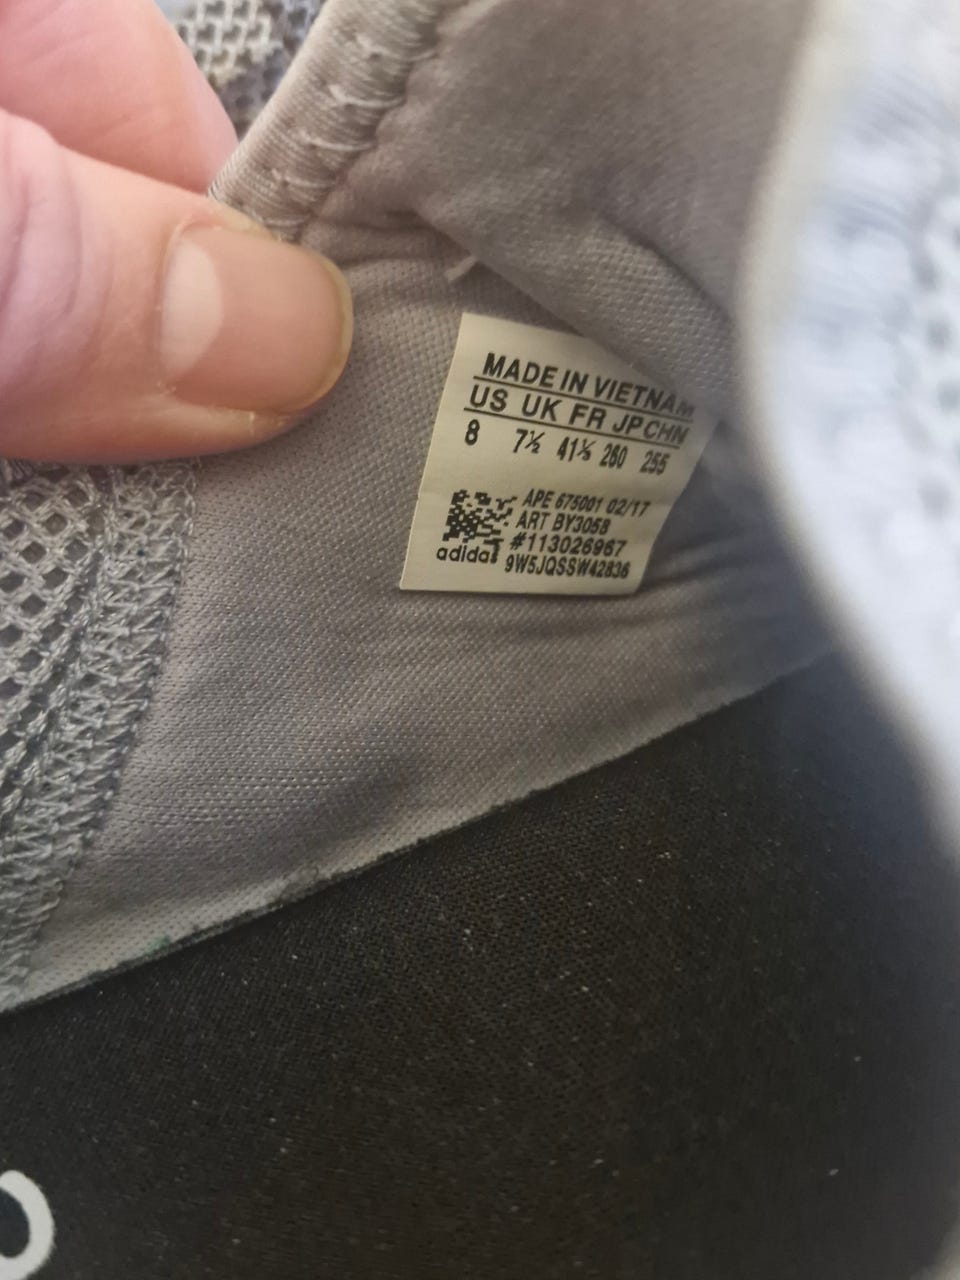 MADE IN VIETNAM
US UK FR JP CHN
8 7½ 41⅓ 260 255
APE 675001 02/17
ART BY3058
#113026967
adidas 9W5JQSSW42836